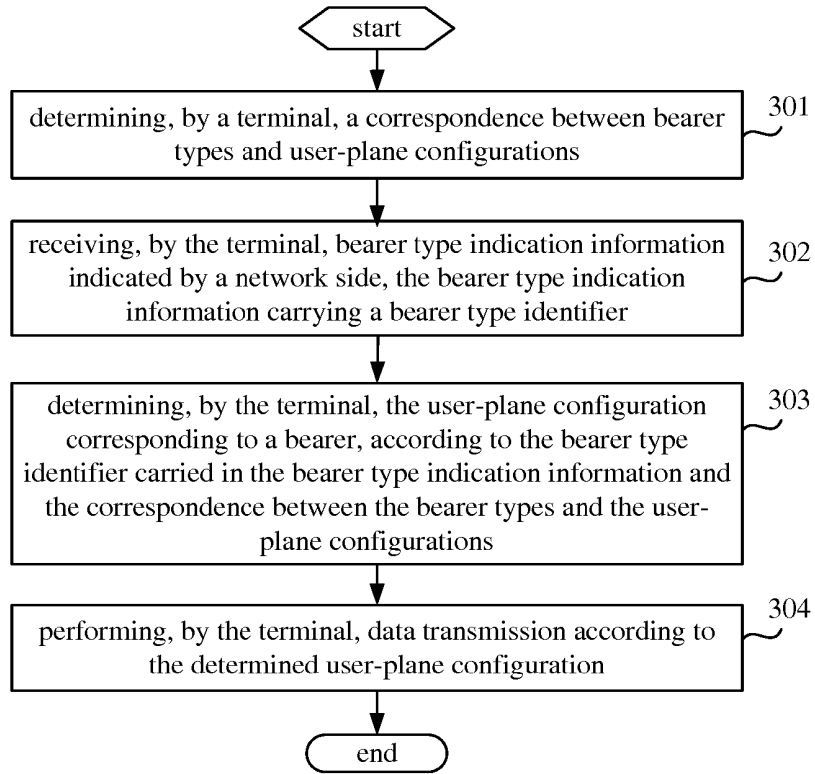 start
determining, by a terminal, a correspondence between bearer
types and user-plane configurations
301
receiving, by the terminal, bearer type indication information
indicated by a network side, the bearer type indication
information carrying a bearer type identifier
302
determining, by the terminal, the user-plane configuration
corresponding to a bearer, according to the bearer type
identifier carried in the bearer type indication information and
the correspondence between the bearer types and the user-
plane configurations
303
performing, by the terminal, data transmission according to
the determined user-plane configuration
304
end